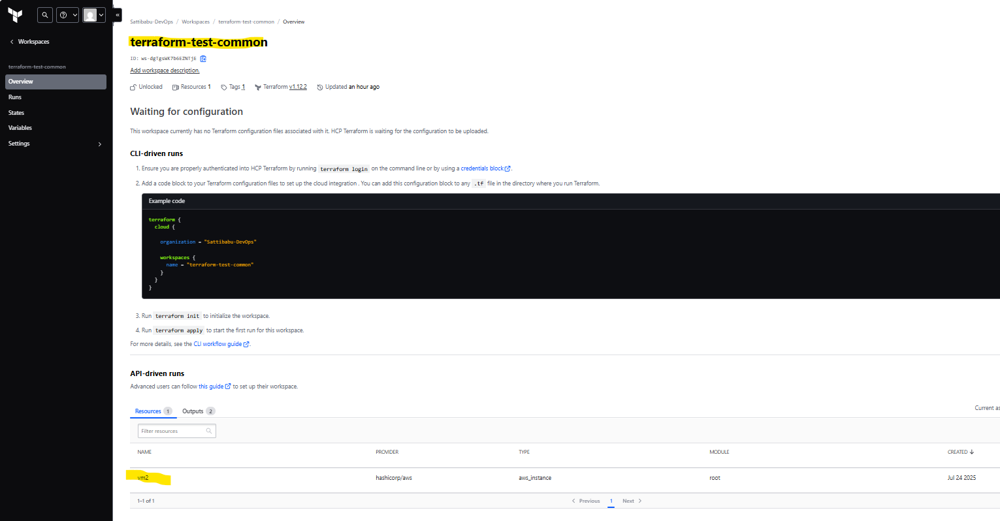 «
Workspaces
terraform-test-common
Overview
Runs
States
Variables
Settings
Sattibabu-DevOps / Workspaces / terraform-test-common / Overview
terraform-test-common
ID: ws-dgTgsWK7b6EZNTjE
Add workspace description.
Unlocked Resources 1 Tags 1 Terraform v1.12.2 Updated an hour ago
Waiting for configuration
This workspace currently has no Terraform configuration files associated with it. HCP Terraform is waiting for the configuration to be uploaded.
CLI-driven runs
1. Ensure you are properly authenticated into HCP Terraform by running terraform login on the command line or by using a credentials block.
2. Add a code block to your Terraform configuration files to set up the cloud integration . You can add this configuration block to any .tf file in the directory where you run Terraform.
Example code
terraform {
cloud {
organization = "Sattibabu-DevOps"
workspaces {
name = "terraform-test-common"
}
}
}
3. Run terraform init to initialize the workspace.
4. Run terraform apply to start the first run for this workspace.
For more details, see the CLI workflow guide.
API-driven runs
Advanced users can follow this guide to set up their workspace.
Resources 1 Outputs 2
Current as
Filter resources
NAME PROVIDER TYPE MODULE CREATED
vm2 hashicorp/aws aws_instance root Jul 24 2025
1–1 of 1 Previous 1 Next